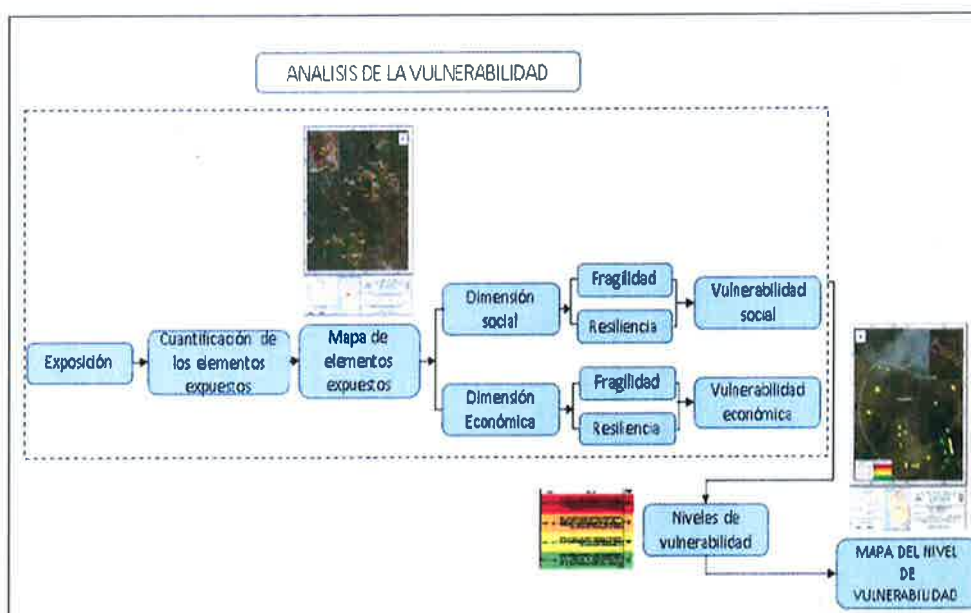 ANALISIS DE LA VULNERABILIDAD
Exposición
Cuantificación de
los elementos
expuestos
Mapa de
elementos
expuestos
Dimensión
social
Fragilidad
Resiliencia
Vulnerabilidad
social
Dimensión
Económica
Fragilidad
Resiliencia
Vulnerabilidad
económica
Niveles de
vulnerabilidad
MAPA DEL NIVEL
DE
VULNERABILIDAD